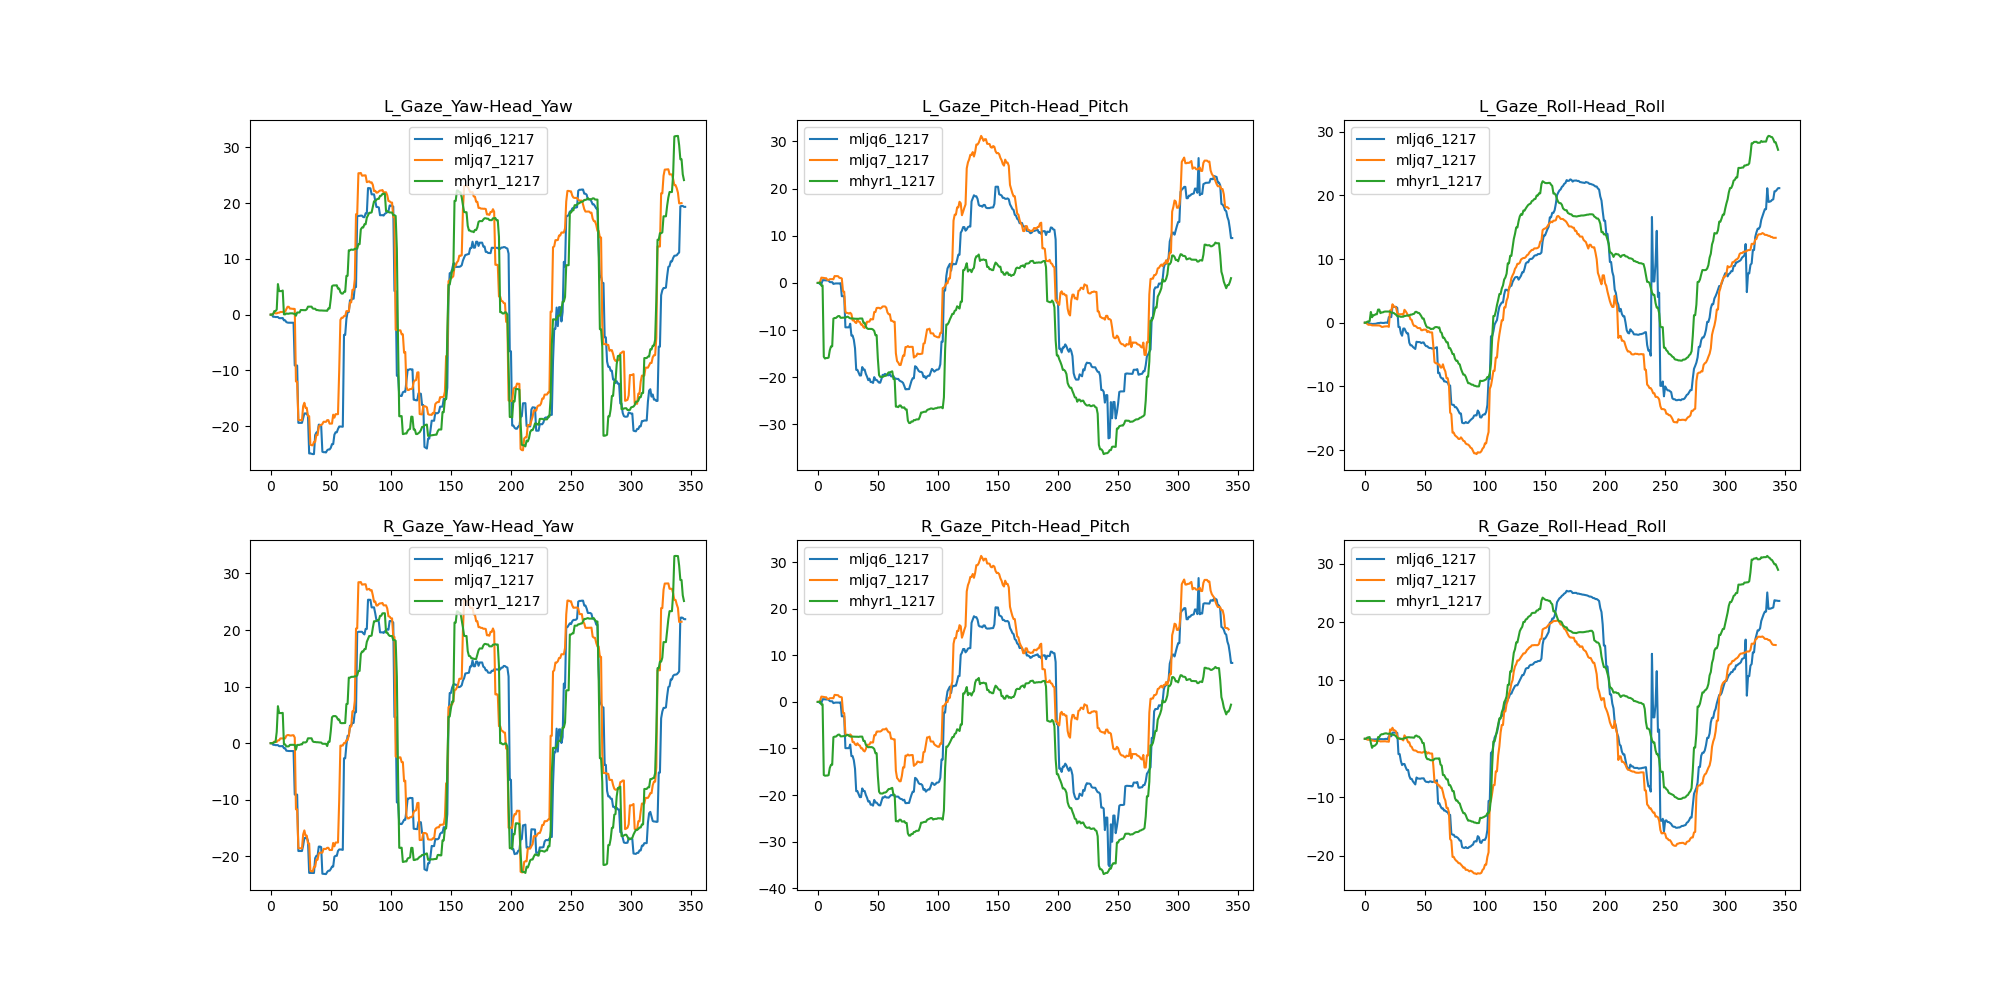 L_Gaze_Yaw-Head_Yaw
mljq6_1217
mljq7_1217
mhyr1_1217
30
20
10
0
−10
−20
0 50 100 150 200 250 300 350
L_Gaze_Pitch-Head_Pitch
mljq6_1217
mljq7_1217
mhyr1_1217
30
20
10
0
−10
−20
−30
0 50 100 150 200 250 300 350
L_Gaze_Roll-Head_Roll
mljq6_1217
mljq7_1217
mhyr1_1217
30
20
10
0
−10
−20
0 50 100 150 200 250 300 350
R_Gaze_Yaw-Head_Yaw
mljq6_1217
mljq7_1217
mhyr1_1217
30
20
10
0
−10
−20
0 50 100 150 200 250 300 350
R_Gaze_Pitch-Head_Pitch
mljq6_1217
mljq7_1217
mhyr1_1217
30
20
10
0
−10
−20
−30
−40
0 50 100 150 200 250 300 350
R_Gaze_Roll-Head_Roll
mljq6_1217
mljq7_1217
mhyr1_1217
30
20
10
0
−10
−20
0 50 100 150 200 250 300 350